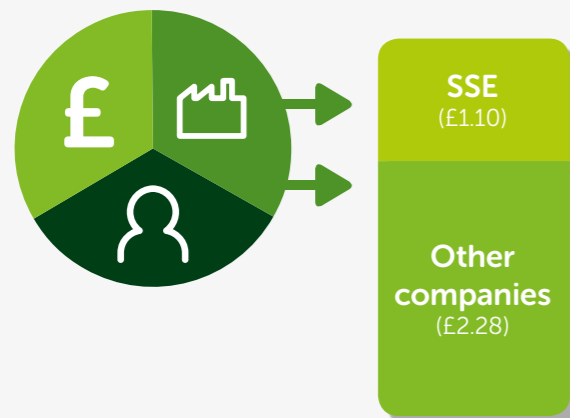 £
SSE
(£1.10)
Other
companies
(£2.28)